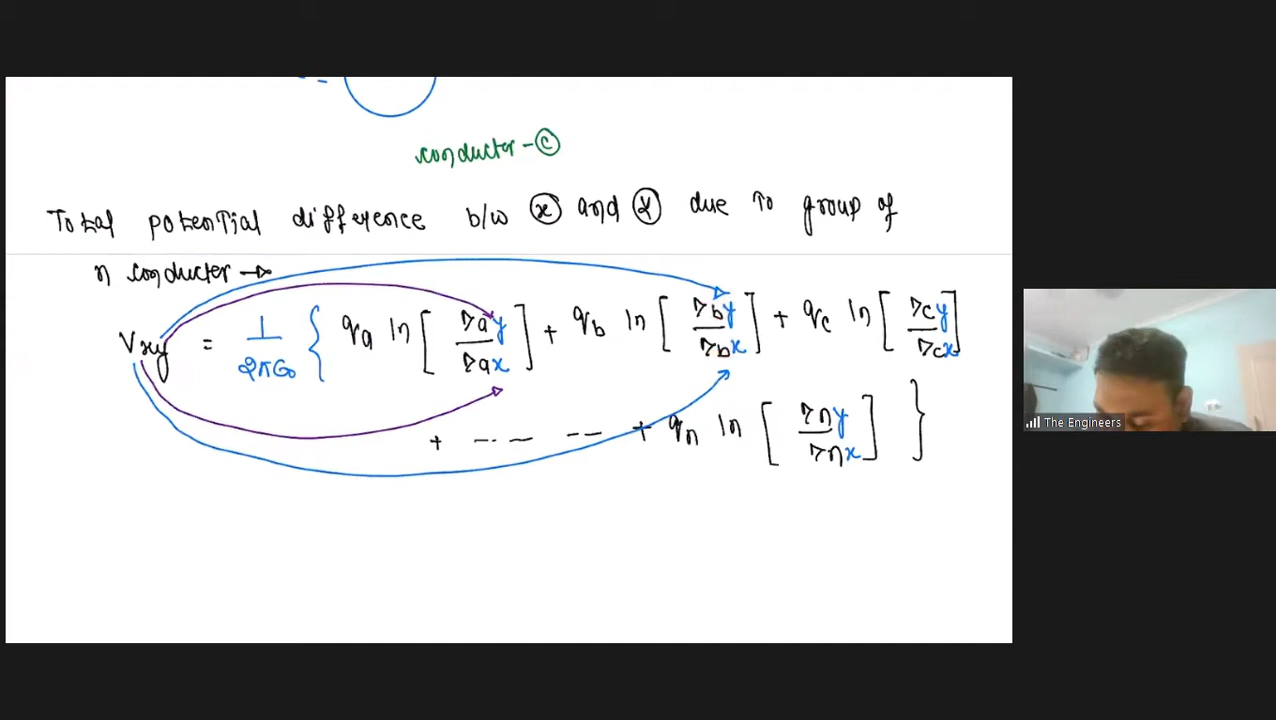 conductor - c
Total potential difference b/w x and y due to group of
n conductor →
Vxy = 1/2πϵ₀ { qa ln [ ray/rax ] + qb ln [ rby/rbx ] + qc ln [ rcy/rcx ]
+ ----- -- + qn ln [ rny/rnx ] }
The Engineers